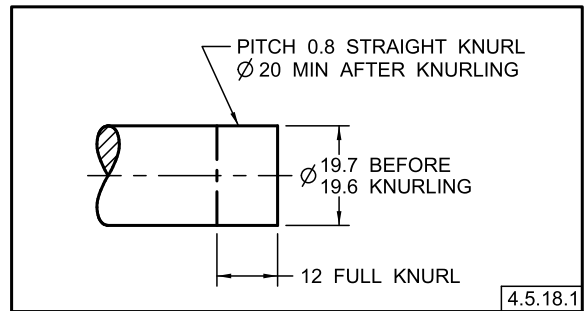 PITCH 0.8 STRAIGHT KNURL
Ø 20 MIN AFTER KNURLING
Ø 19.7 BEFORE
19.6 KNURLING
12 FULL KNURL
4.5.18.1